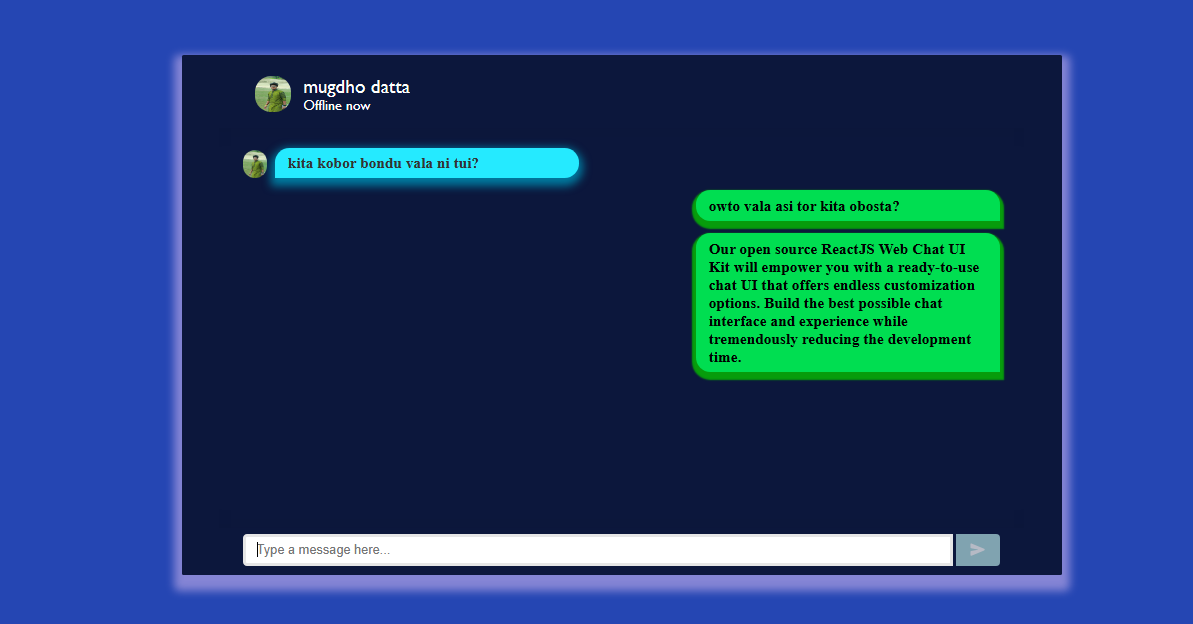 mugdho datta
Offline now
kita kobor bondu vala ni tui?
owto vala asi tor kita obosta?
Our open source ReactJS Web Chat UI
Kit will empower you with a ready-to-use
chat UI that offers endless customization
options. Build the best possible chat
interface and experience while
tremendously reducing the development
time.
Type a message here...